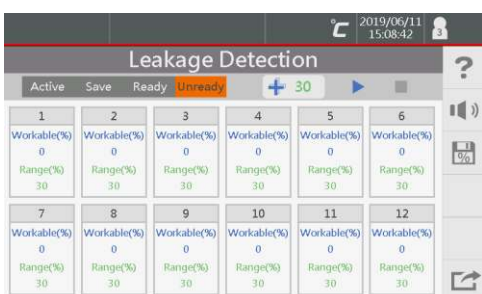 °C 2019/06/11
15:08:42 3
Leakage Detection
Active Save Ready Unready 30
1 2 3 4 5 6
Workable(%) Workable(%) Workable(%) Workable(%) Workable(%) Workable(%)
0 0 0 0 0 0
Range(%) Range(%) Range(%) Range(%) Range(%) Range(%)
30 30 30 30 30 30
7 8 9 10 11 12
Workable(%) Workable(%) Workable(%) Workable(%) Workable(%) Workable(%)
0 0 0 0 0 0
Range(%) Range(%) Range(%) Range(%) Range(%) Range(%)
30 30 30 30 30 30
?
%